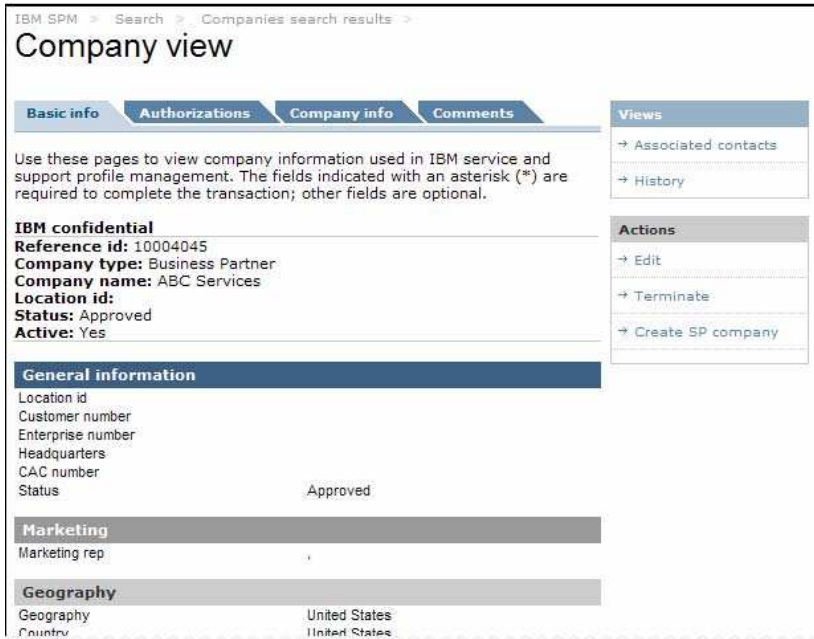 IBM SPM > Search > Companies search results >
Company view
Basic info Authorizations Company info Comments
Use these pages to view company information used in IBM service and
support profile management. The fields indicated with an asterisk (*) are
required to complete the transaction; other fields are optional.
IBM confidential
Reference id: 10004045
Company type: Business Partner
Company name: ABC Services
Location id:
Status: Approved
Active: Yes
General information
Location id
Customer number
Enterprise number
Headquarters
CAC number
Status Approved
Marketing
Marketing rep ,
Geography
Geography United States
Country United States
Views
→ Associated contacts
→ History
Actions
→ Edit
→ Terminate
→ Create SP company